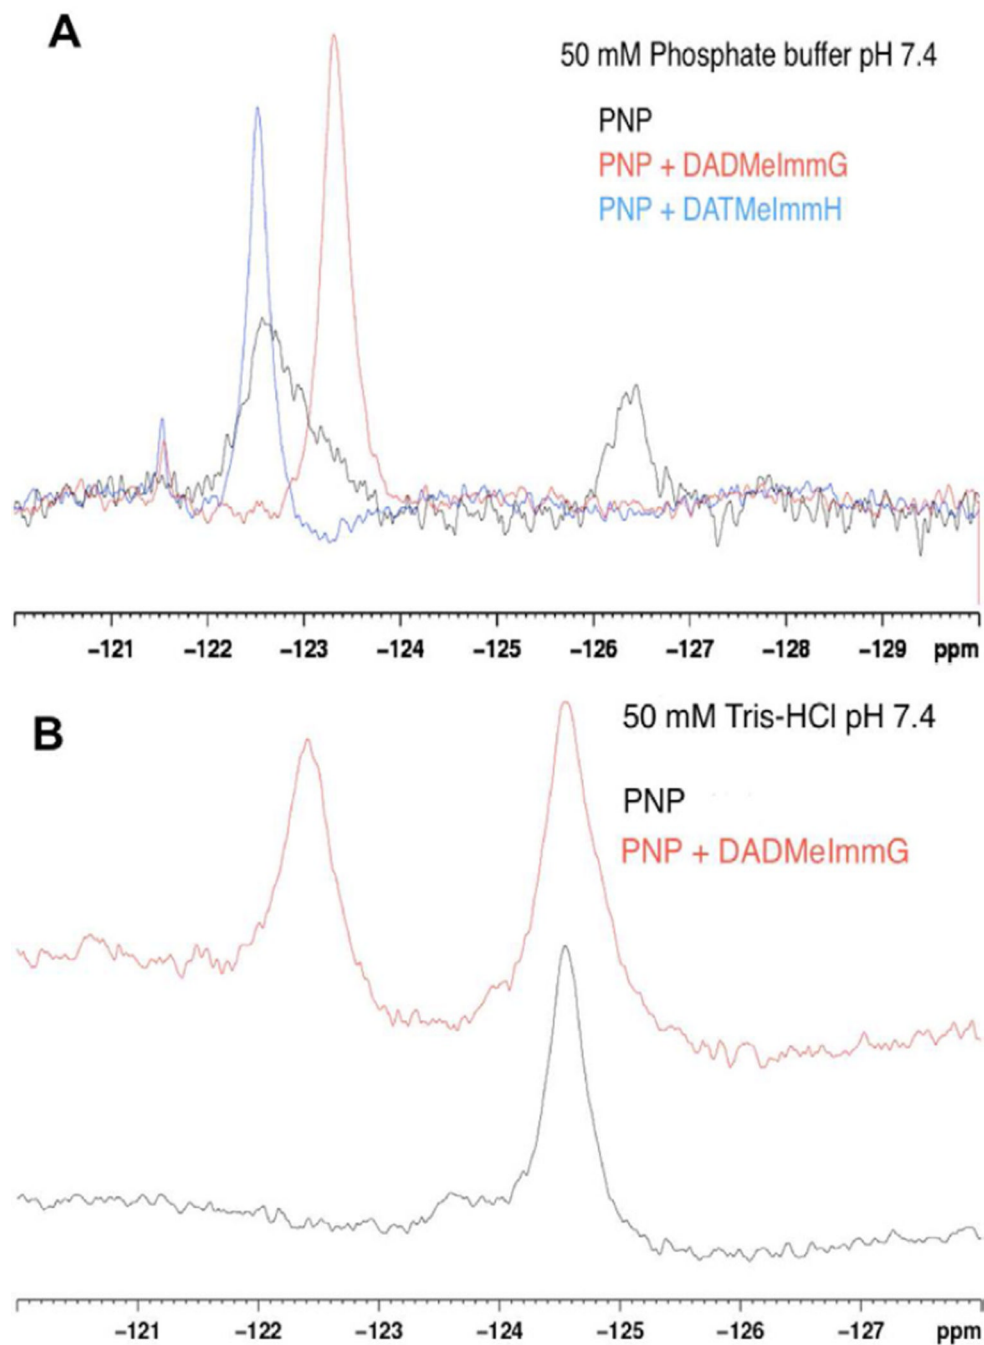 A
50 mM Phosphate buffer pH 7.4
PNP
PNP + DADMeImmG
PNP + DATMeImmH
−121 −122 −123 −124 −125 −126 −127 −128 −129 ppm
B
50 mM Tris-HCl pH 7.4
PNP
PNP + DADMeImmG
−121 −122 −123 −124 −125 −126 −127 ppm